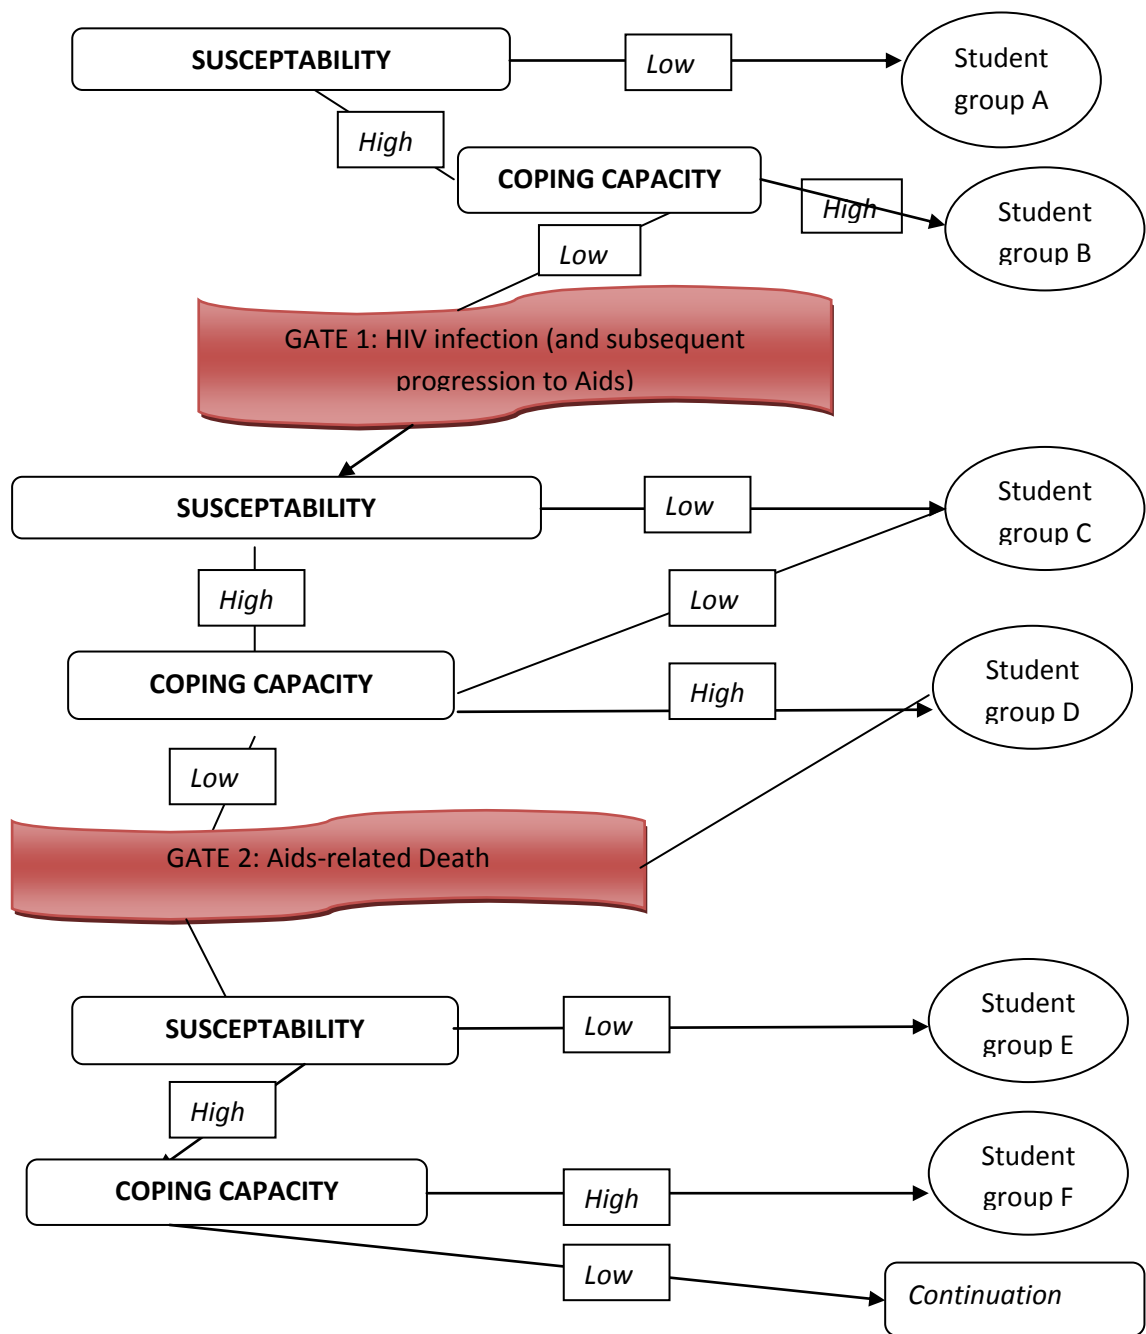 SUSCEPTABILITY
Low
Student
group A
High
COPING CAPACITY
High
Student
group B
Low
GATE 1: HIV infection (and subsequent
progression to Aids)
SUSCEPTABILITY
Low
Student
group C
High
Low
COPING CAPACITY
High
Student
group D
Low
GATE 2: Aids-related Death
SUSCEPTABILITY
Low
Student
group E
High
COPING CAPACITY
High
Student
group F
Low
Continuation